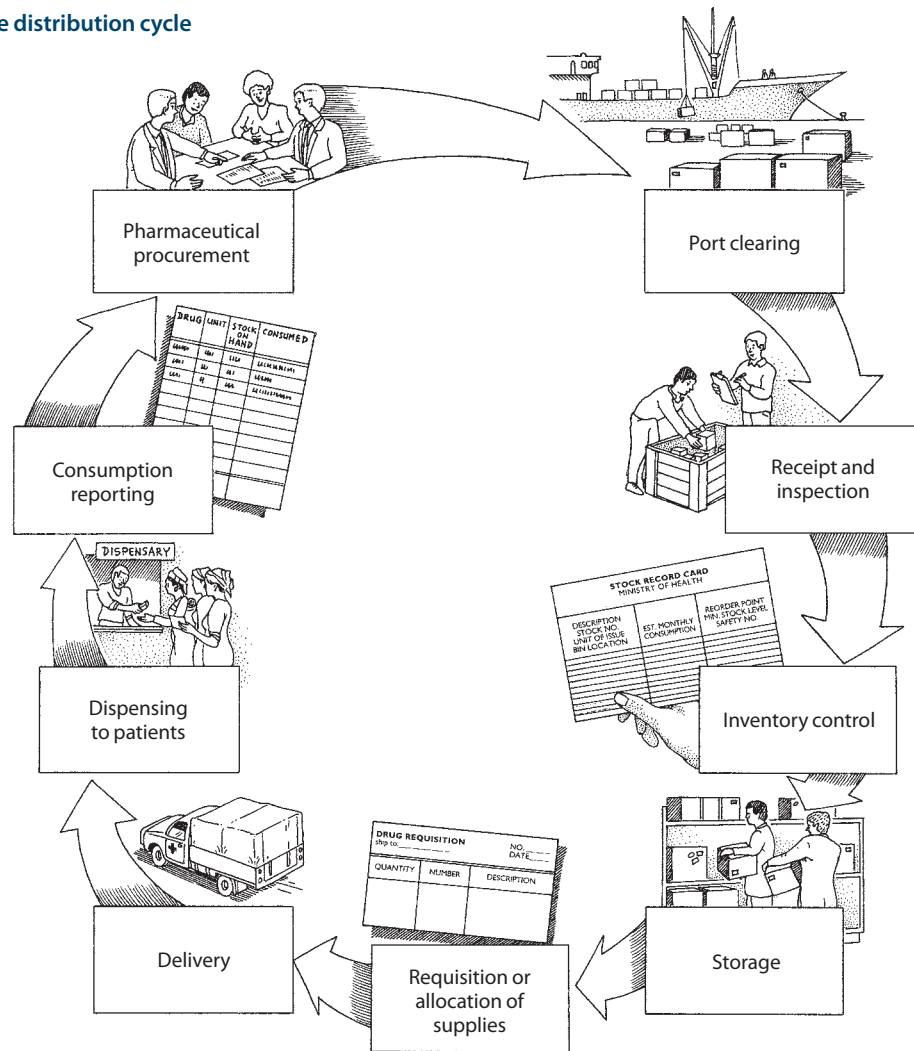 e distribution cycle
Pharmaceutical
procurement
Port clearing
DRUG UNIT STOCK ON HAND CONSUMED
Consumption
reporting
Receipt and
inspection
DISPENSARY
STOCK RECORD CARD
MINISTRY OF HEALTH
DESCRIPTION
STOCK NO.
UNIT OF ISSUE
BIN LOCATION
EST. MONTHLY
CONSUMPTION
REORDER POINT
MIN. STOCK LEVEL
SAFETY NO.
Dispensing
to patients
Inventory control
DRUG REQUISITION
ship to:
NO.
DATE
QUANTITY NUMBER DESCRIPTION
Delivery
Requisition or
allocation of
supplies
Storage